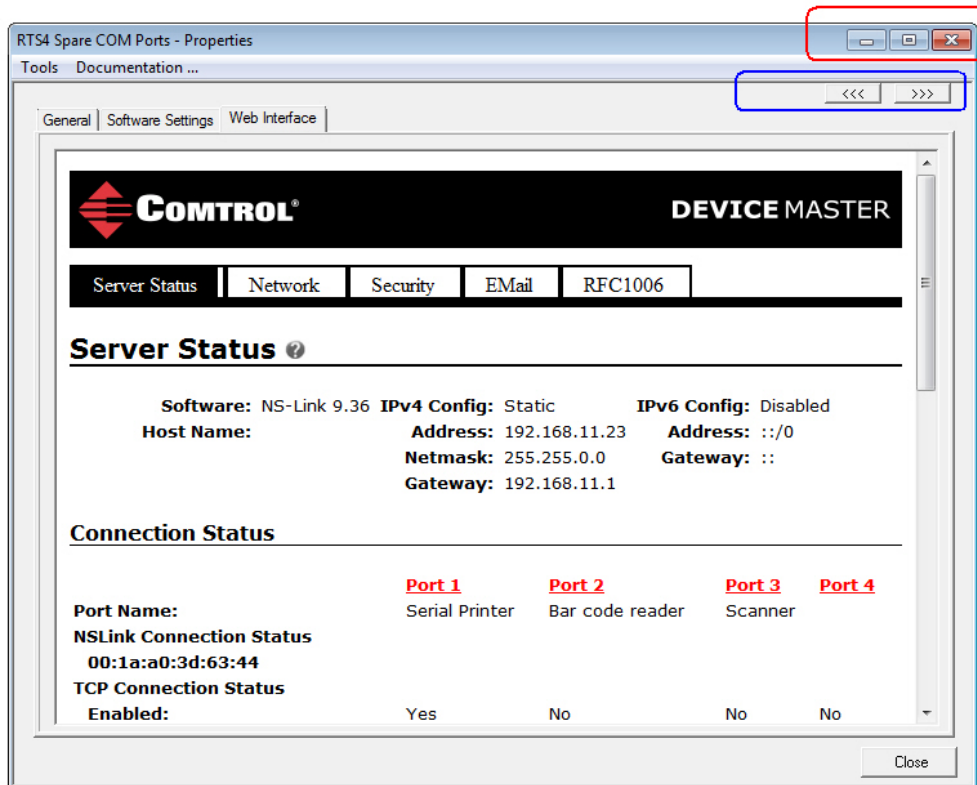 RTS4 Spare COM Ports - Properties
Tools Documentation ...
<<< >>>
General Software Settings Web Interface
COMTROL® DEVICEMASTER
Server Status Network Security EMail RFC1006
Server Status ?
Software: NS-Link 9.36 IPv4 Config: Static IPv6 Config: Disabled
Host Name: Address: 192.168.11.23 Address: ::/0
Netmask: 255.255.0.0 Gateway: ::
Gateway: 192.168.11.1
Connection Status
Port 1 Port 2 Port 3 Port 4
Port Name: Serial Printer Bar code reader Scanner
NSLink Connection Status
00:1a:a0:3d:63:44
TCP Connection Status
Enabled: Yes No No No
Close